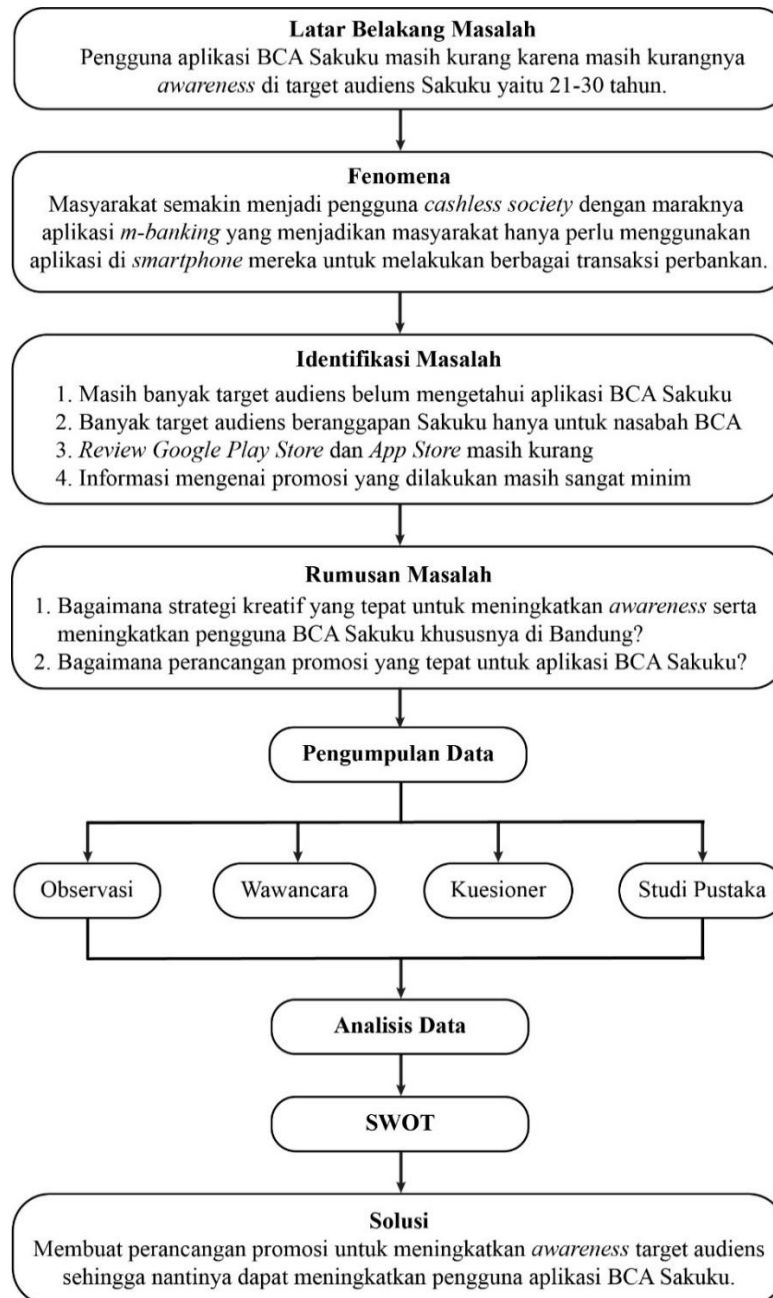 Latar Belakang Masalah
Pengguna aplikasi BCA Sakuku masih kurang karena masih kurangnya
awareness di target audiens Sakuku yaitu 21-30 tahun.
Fenomena
Masyarakat semakin menjadi pengguna cashless society dengan maraknya
aplikasi m-banking yang menjadikan masyarakat hanya perlu menggunakan
aplikasi di smartphone mereka untuk melakukan berbagai transaksi perbankan.
Identifikasi Masalah
1. Masih banyak target audiens belum mengetahui aplikasi BCA Sakuku
2. Banyak target audiens beranggapan Sakuku hanya untuk nasabah BCA
3. Review Google Play Store dan App Store masih kurang
4. Informasi mengenai promosi yang dilakukan masih sangat minim
Rumusan Masalah
1. Bagaimana strategi kreatif yang tepat untuk meningkatkan awareness serta
meningkatkan pengguna BCA Sakuku khususnya di Bandung?
2. Bagaimana perancangan promosi yang tepat untuk aplikasi BCA Sakuku?
Pengumpulan Data
Observasi
Wawancara
Kuesioner
Studi Pustaka
Analisis Data
SWOT
Solusi
Membuat perancangan promosi untuk meningkatkan awareness target audiens
sehingga nantinya dapat meningkatkan pengguna aplikasi BCA Sakuku.